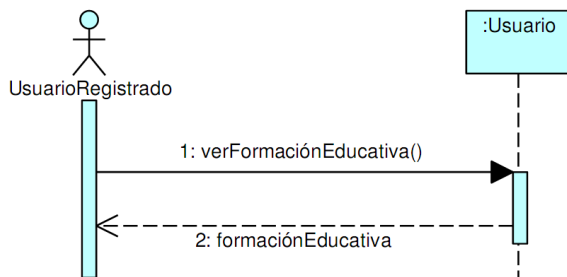 :Usuario
UsuarioRegistrado
1: verFormaciónEducativa()
2: formaciónEducativa